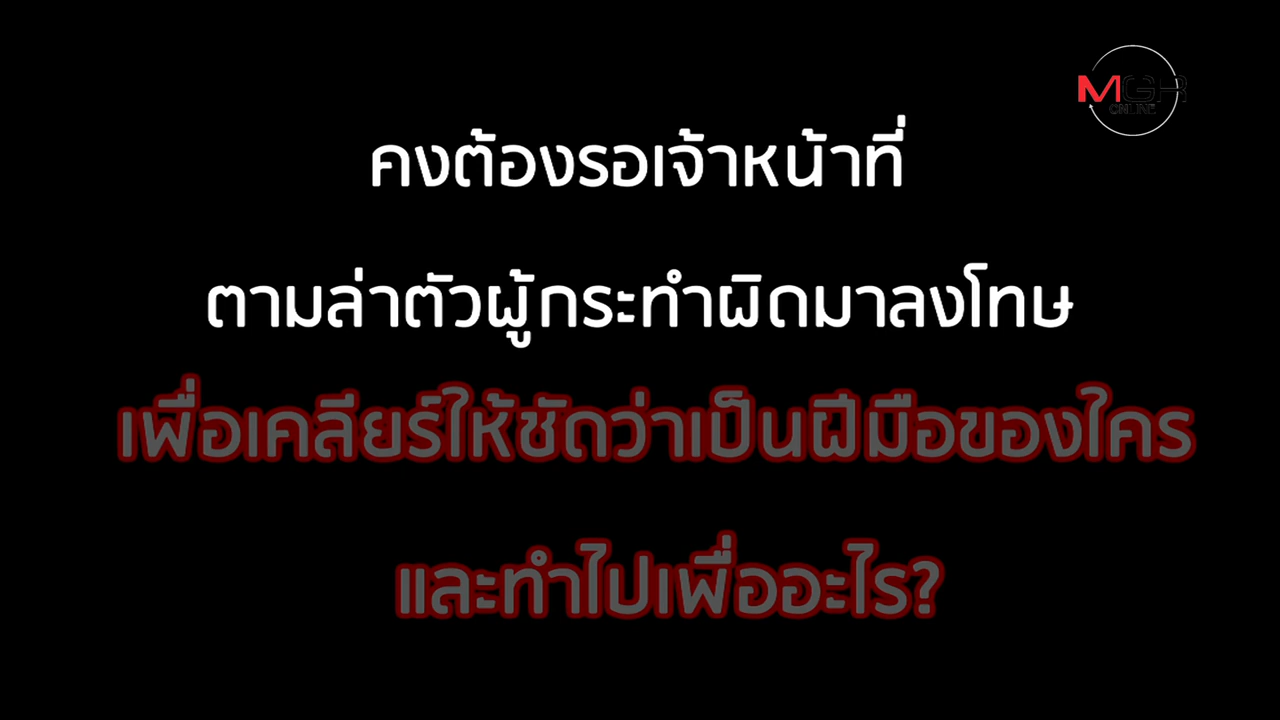 MGR
ONLINE
คงต้องรอเจ้าหน้าที่
ตามล่าตัวผู้กระทำผิดมาลงโทษ
เพื่อเคลียร์ให้ชัดว่าเป็นฝีมือของใคร
และทำไปเพื่ออะไร?